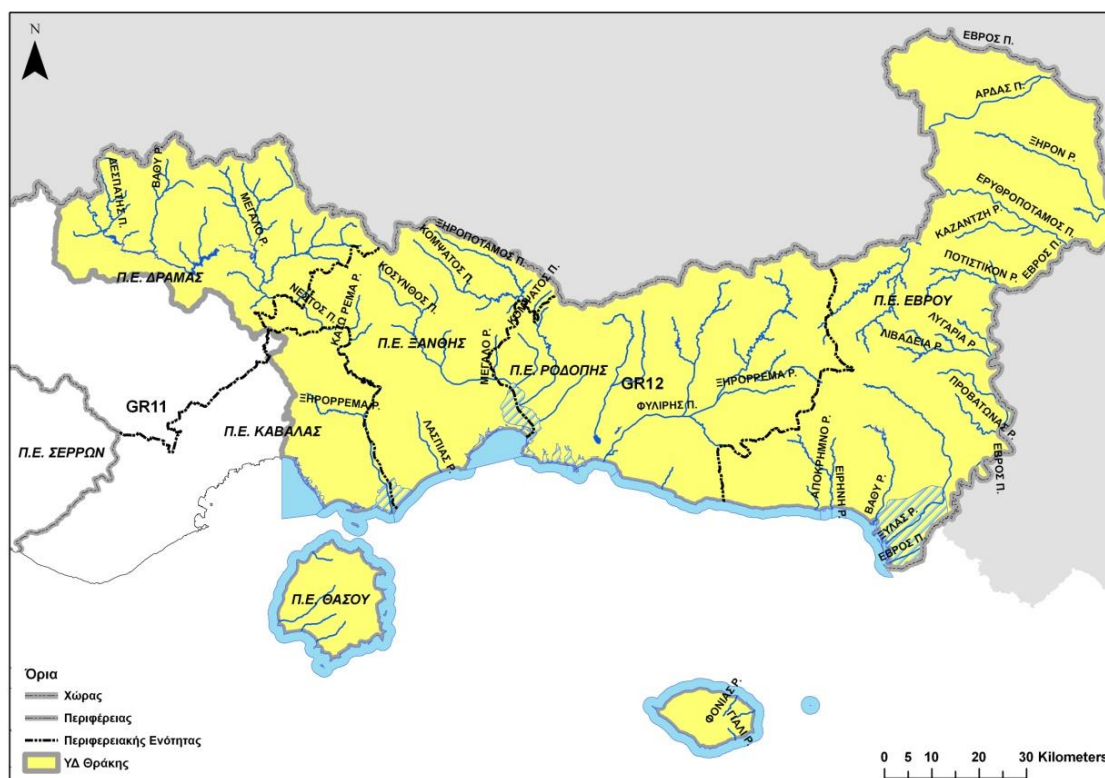 N
ΕΒΡΟΣ Π.
ΑΡΔΑΣ Π.
ΞΗΡΟΝ Ρ.
ΕΡΥΘΡΟΠΟΤΑΜΟΣ Π.
ΚΑΖΑΝΤΖΗ Ρ.
ΕΒΡΟΣ Π.
ΠΟΤΙΣΤΙΚΟΝ Ρ.
ΔΕΣΠΑΤΗΣ Π.
ΒΑΘΥ Ρ.
ΜΕΓΑΛΟ Ρ.
ΞΗΡΟΠΟΤΑΜΟΣ Π.
ΚΟΜΨΑΤΟΣ Π.
ΚΟΣΥΝΘΟΣ Π.
ΚΟΜΨΑΤΟΣ Π.
Π.Ε. ΔΡΑΜΑΣ
ΝΕΣΤΟΣ Π.
ΚΑΤΩ ΡΕΜΑ Ρ.
Π.Ε. ΞΑΝΘΗΣ
ΜΕΓΑΛΟ Ρ.
Π.Ε. ΡΟΔΟΠΗΣ
GR12
Π.Ε. ΕΒΡΟΥ
ΛΥΓΑΡΙΑ Ρ.
ΛΙΒΑΔΕΙΑ Ρ.
ΞΗΡΟΡΡΕΜΑ Ρ.
ΠΡΟΒΑΤΩΝΑΣ Ρ.
ΦΥΛΙΡΗΣ Π.
GR11
ΞΗΡΟΡΡΕΜΑ Ρ.
Π.Ε. ΚΑΒΑΛΑΣ
ΛΑΣΠΙΑΣ Ρ.
Π.Ε. ΣΕΡΡΩΝ
ΑΠΟΚΡΗΜΝΟ Ρ.
ΕΙΡΗΝΗ Ρ.
ΒΑΘΥ Ρ.
ΕΒΡΟΣ Π.
ΞΥΛΑΣ Ρ.
ΕΒΡΟΣ Π.
Π.Ε. ΘΑΣΟΥ
ΦΟΝΙΑΣ Ρ.
ΓΙΑΛΙ Ρ.
Όρια
Χώρας
Περιφέρειας
Περιφερειακής Ενότητας
ΥΔ Θράκης
0 5 10 20 30 Kilometers